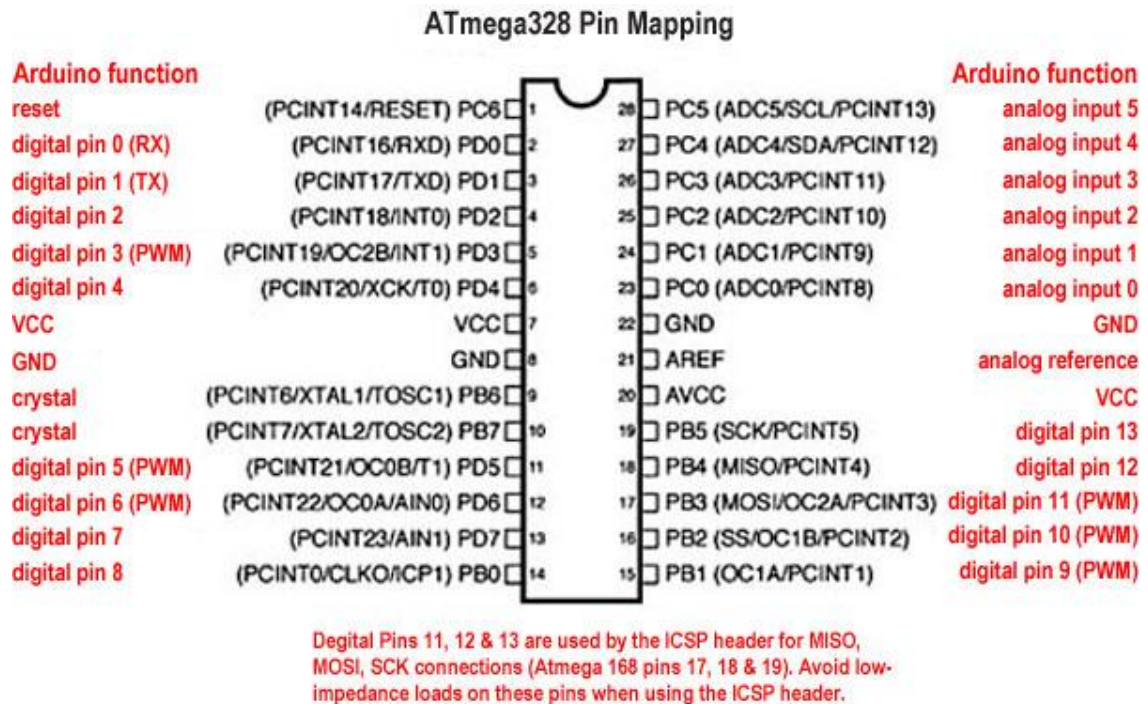 ATmega328 Pin Mapping
Arduino function
Arduino function
reset (PCINT14/RESET) PC6 1 28 PC5 (ADC5/SCL/PCINT13) analog input 5
digital pin 0 (RX) (PCINT16/RXD) PD0 2 27 PC4 (ADC4/SDA/PCINT12) analog input 4
digital pin 1 (TX) (PCINT17/TXD) PD1 3 26 PC3 (ADC3/PCINT11) analog input 3
digital pin 2 (PCINT18/INT0) PD2 4 25 PC2 (ADC2/PCINT10) analog input 2
digital pin 3 (PWM) (PCINT19/OC2B/INT1) PD3 5 24 PC1 (ADC1/PCINT9) analog input 1
digital pin 4 (PCINT20/XCK/T0) PD4 6 23 PC0 (ADC0/PCINT8) analog input 0
VCC VCC 7 22 GND GND
GND GND 8 21 AREF analog reference
crystal (PCINT6/XTAL1/TOSC1) PB6 9 20 AVCC VCC
crystal (PCINT7/XTAL2/TOSC2) PB7 10 19 PB5 (SCK/PCINT5) digital pin 13
digital pin 5 (PWM) (PCINT21/OC0B/T1) PD5 11 18 PB4 (MISO/PCINT4) digital pin 12
digital pin 6 (PWM) (PCINT22/OC0A/AIN0) PD6 12 17 PB3 (MOSI/OC2A/PCINT3) digital pin 11 (PWM)
digital pin 7 (PCINT23/AIN1) PD7 13 16 PB2 (SS/OC1B/PCINT2) digital pin 10 (PWM)
digital pin 8 (PCINT0/CLKO/ICP1) PB0 14 15 PB1 (OC1A/PCINT1) digital pin 9 (PWM)
Degital Pins 11, 12 & 13 are used by the ICSP header for MISO,
MOSI, SCK connections (Atmega 168 pins 17, 18 & 19). Avoid low-
impedance loads on these pins when using the ICSP header.